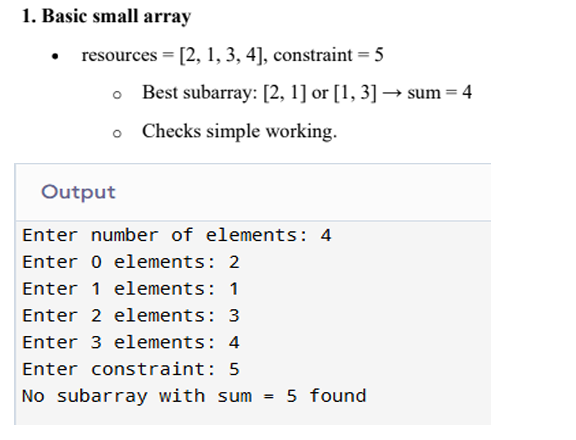 1. Basic small array
• resources = [2, 1, 3, 4], constraint = 5
o Best subarray: [2, 1] or [1, 3] → sum = 4
o Checks simple working.
Output
Enter number of elements: 4
Enter 0 elements: 2
Enter 1 elements: 1
Enter 2 elements: 3
Enter 3 elements: 4
Enter constraint: 5
No subarray with sum = 5 found